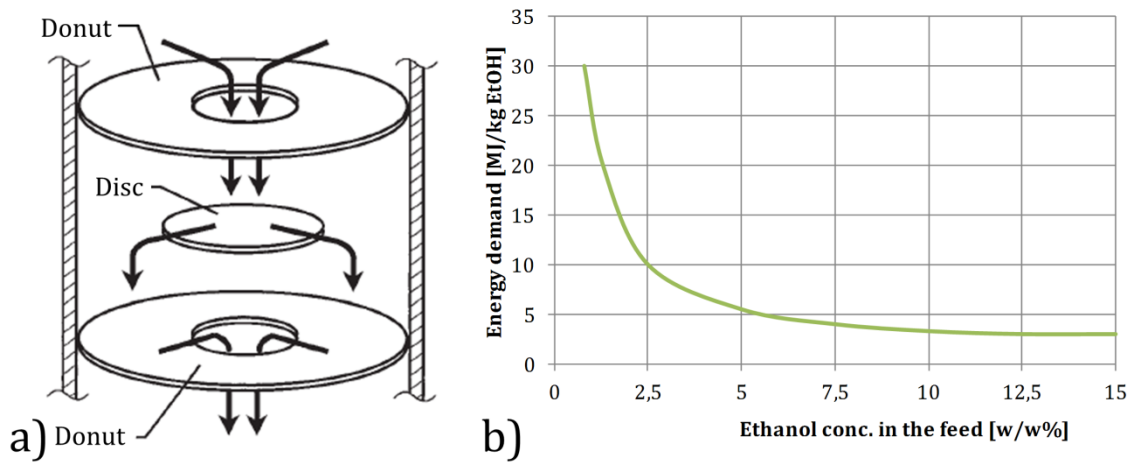 Donut
Disc
Donut
a)
Energy demand [MJ/kg EtOH]
35
30
25
20
15
10
5
0
0 2,5 5 7,5 10 12,5 15
Ethanol conc. in the feed [w/w%]
b)